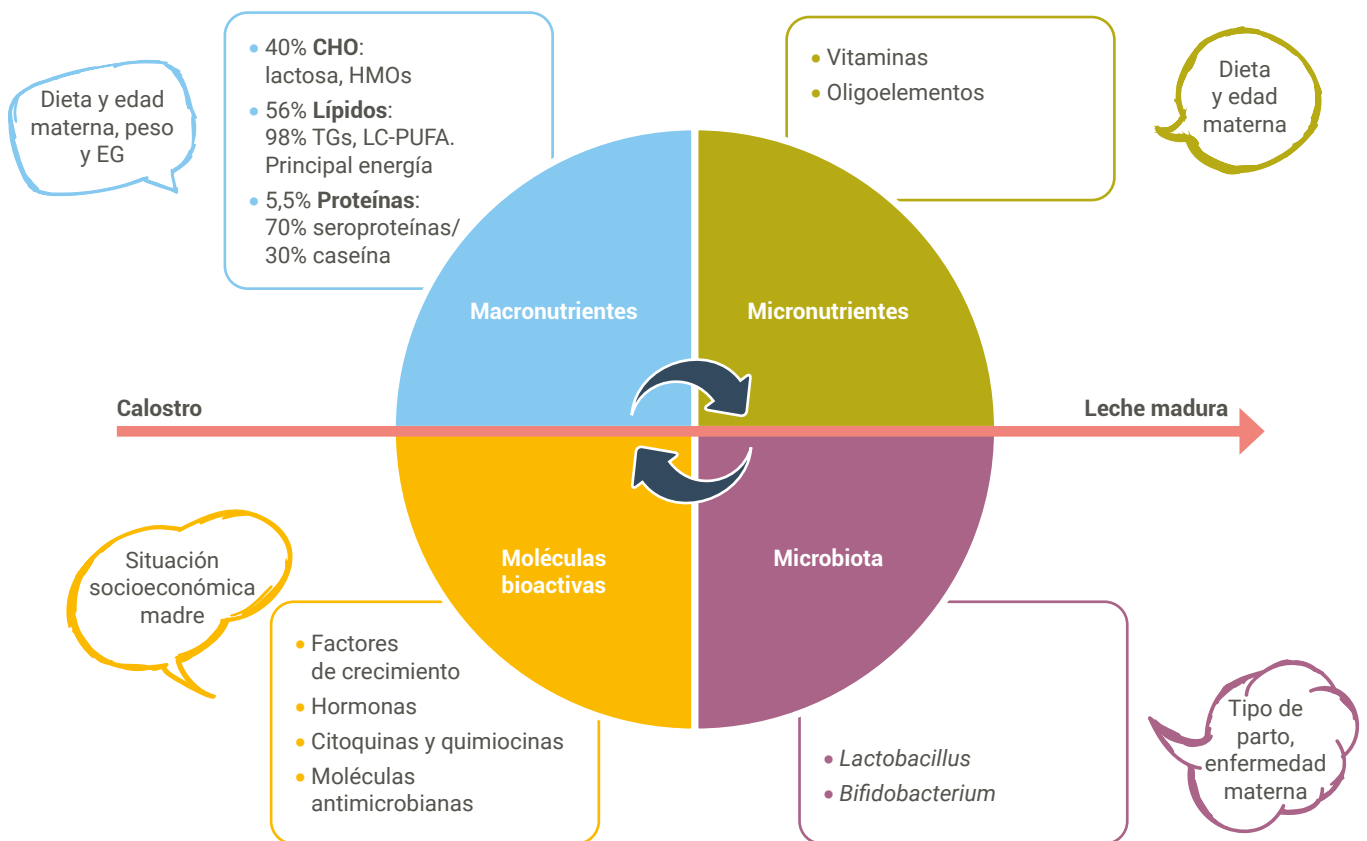 Dieta y edad
materna, peso
y EG
• 40% CHO:
lactosa, HMOs
• 56% Lípidos:
98% TGs, LC-PUFA.
Principal energía
• 5,5% Proteínas:
70% seroproteínas/
30% caseína
• Vitaminas
• Oligoelementos
Dieta
y edad
materna
Macronutrientes
Micronutrientes
Calostro
Leche madura
Moléculas
bioactivas
Microbiota
Situación
socioeconómica
madre
• Factores
de crecimiento
• Hormonas
• Citoquinas y quimiocinas
• Moléculas
antimicrobianas
• Lactobacillus
• Bifidobacterium
Tipo de
parto,
enfermedad
materna